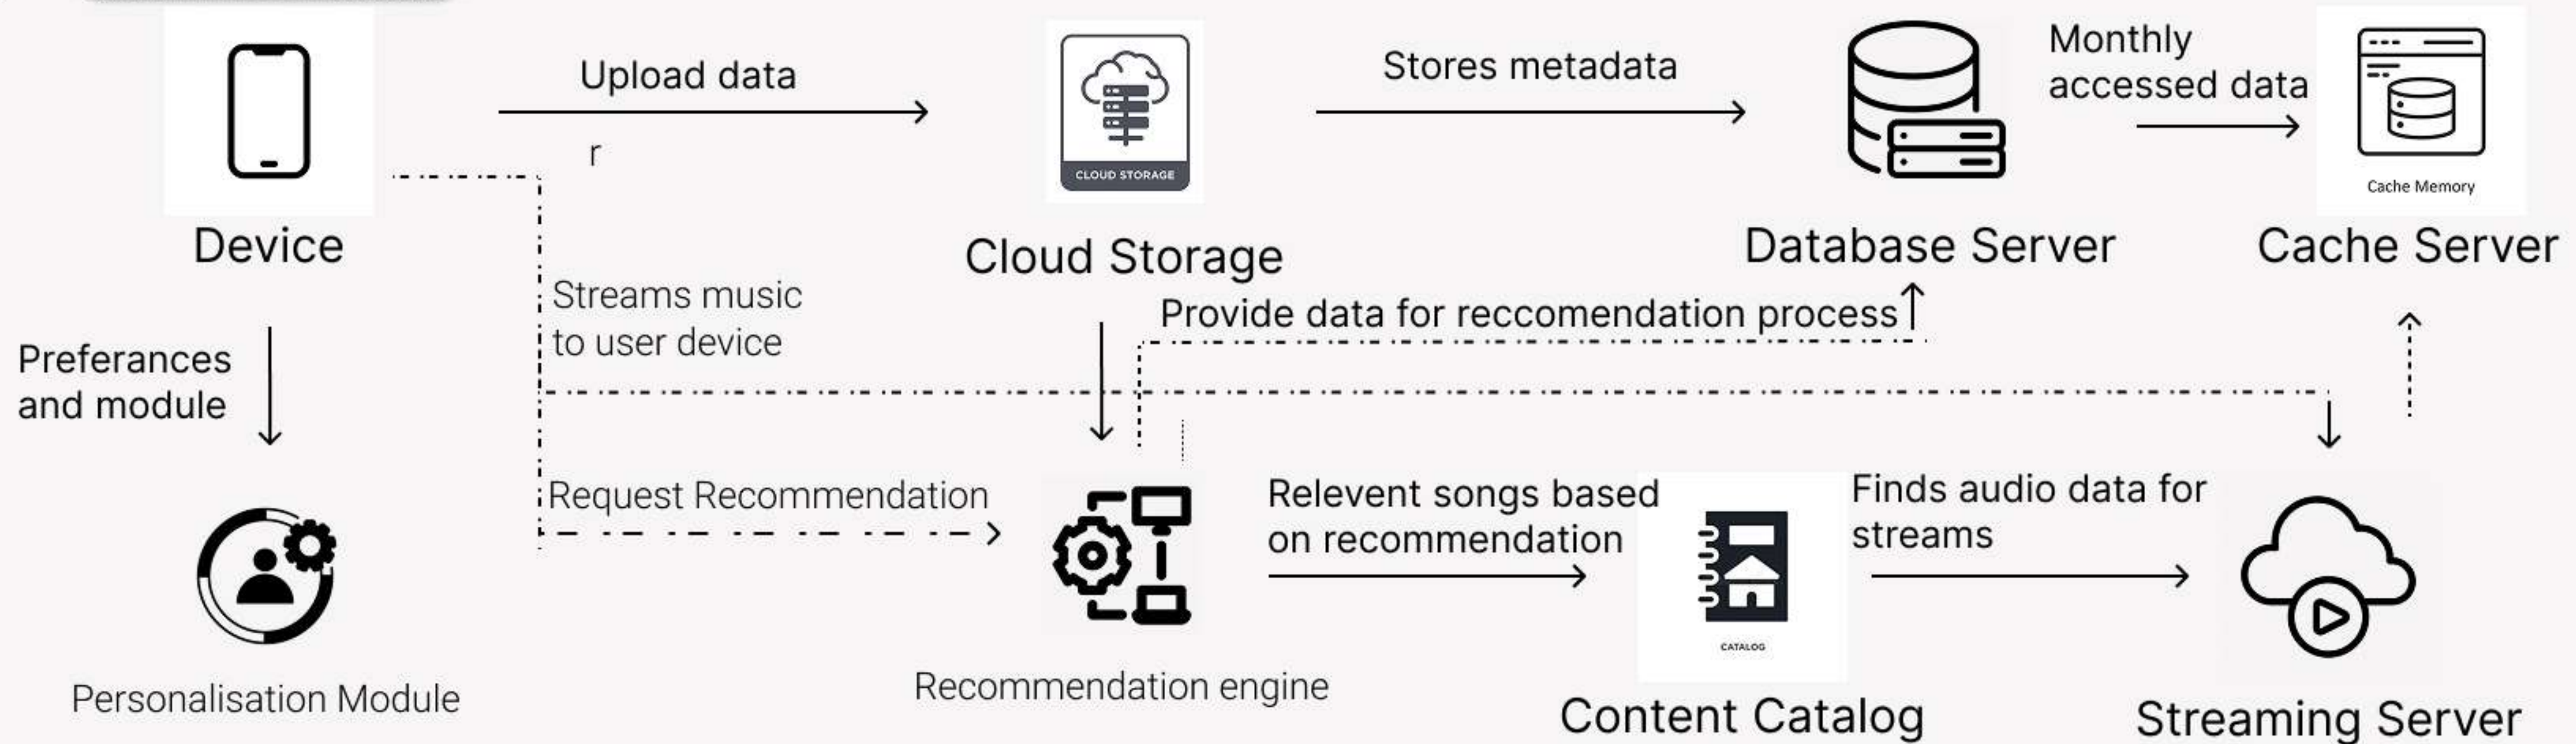 Upload data
r
CLOUD STORAGE
Stores metadata
Monthly
accessed data
Cache Memory
Device
Cloud Storage
Database Server
Cache Server
Streams music
to user device
Provide data for reccomendation process
Preferances
and module
Request Recommendation
Relevent songs based
on recommendation
Finds audio data for
streams
CATALOG
Personalisation Module
Recommendation engine
Content Catalog
Streaming Server